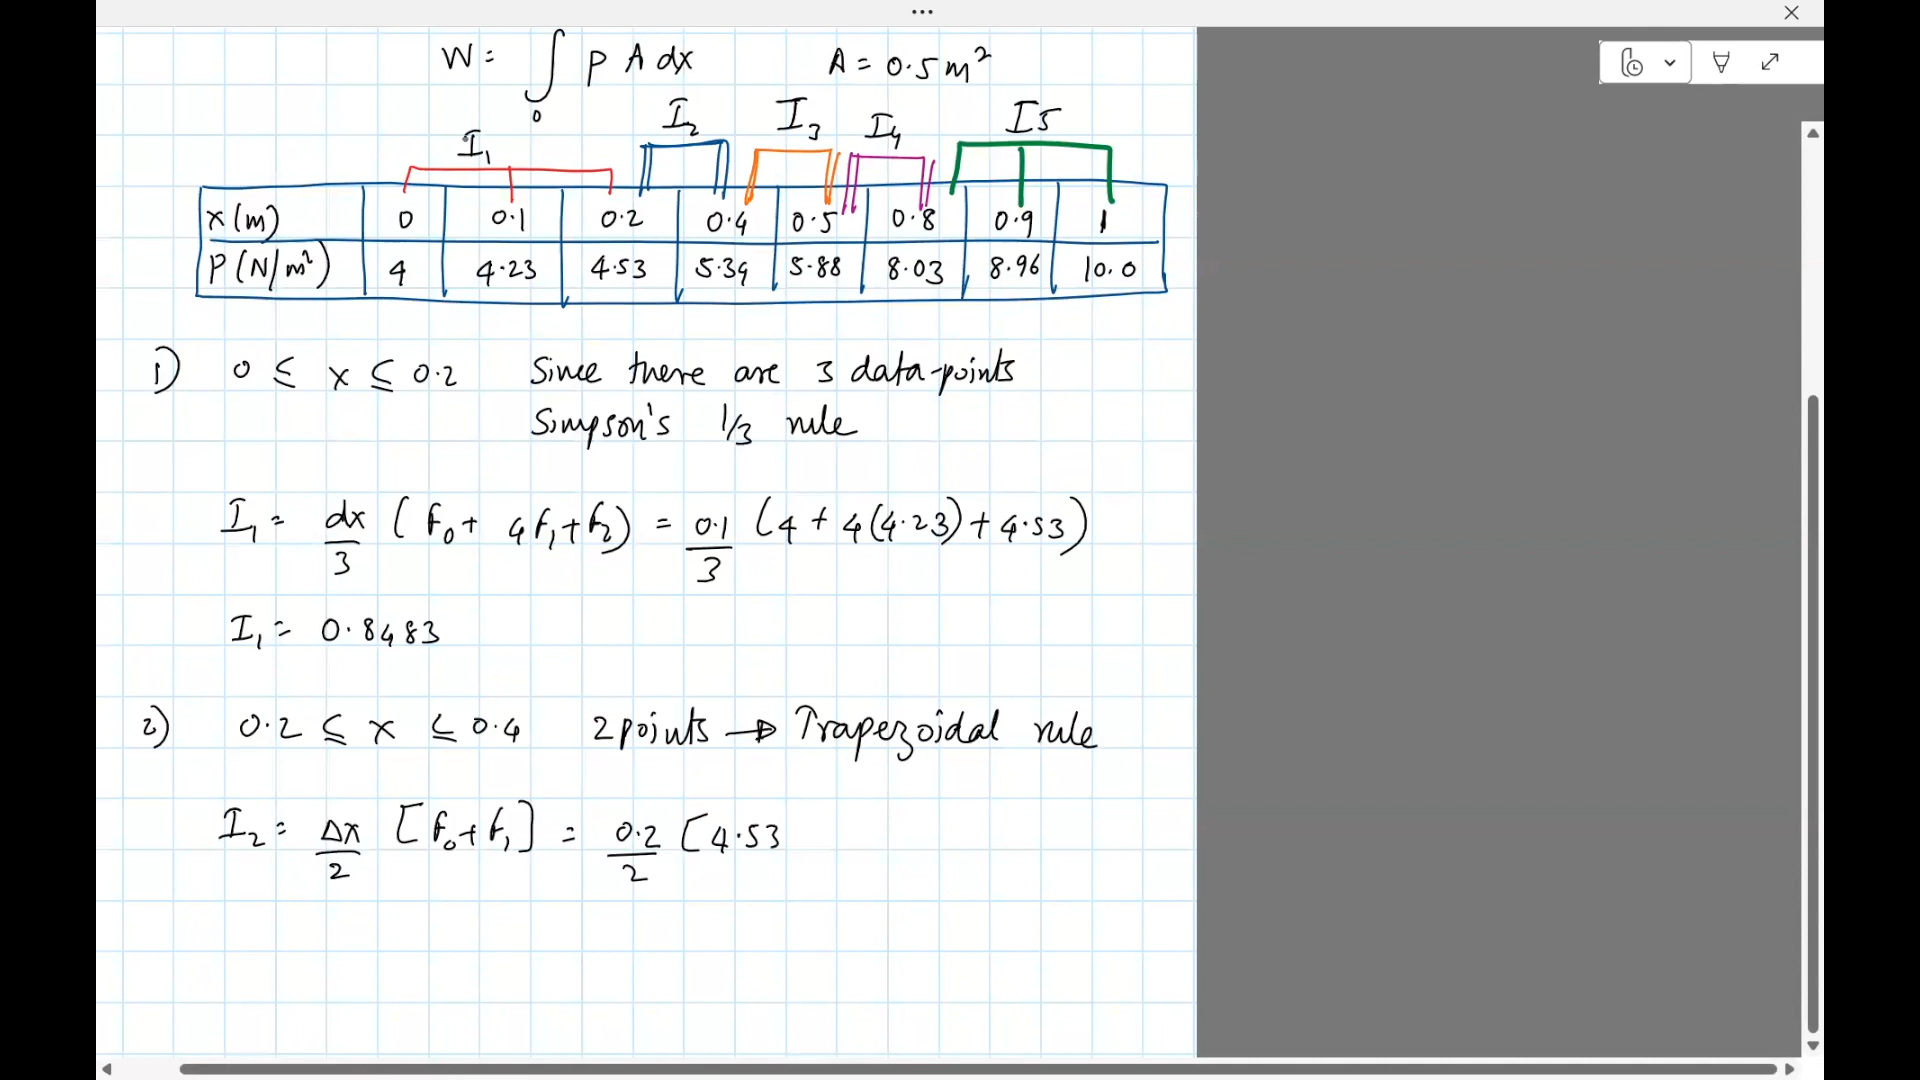 W = ∫₀ P A dx A = 0.5 m²
I₁ I₂ I₃ I₄ I5
x (m) 0 0.1 0.2 0.4 0.5 0.8 0.9 1
P (N/m²) 4 4.23 4.53 5.39 5.88 8.03 8.96 10.0
1) 0 ≤ x ≤ 0.2 Since there are 3 data-points
Simpson's 1/3 rule
I₁ = dx/3 (f₀ + 4f₁ + f₂) = 0.1/3 (4 + 4(4.23) + 4.53)
I₁ = 0.8483
2) 0.2 ≤ x ≤ 0.4 2 points → Trapezoidal rule
I₂ = Δx/2 [f₀ + f₁] = 0.2/2 [4.53